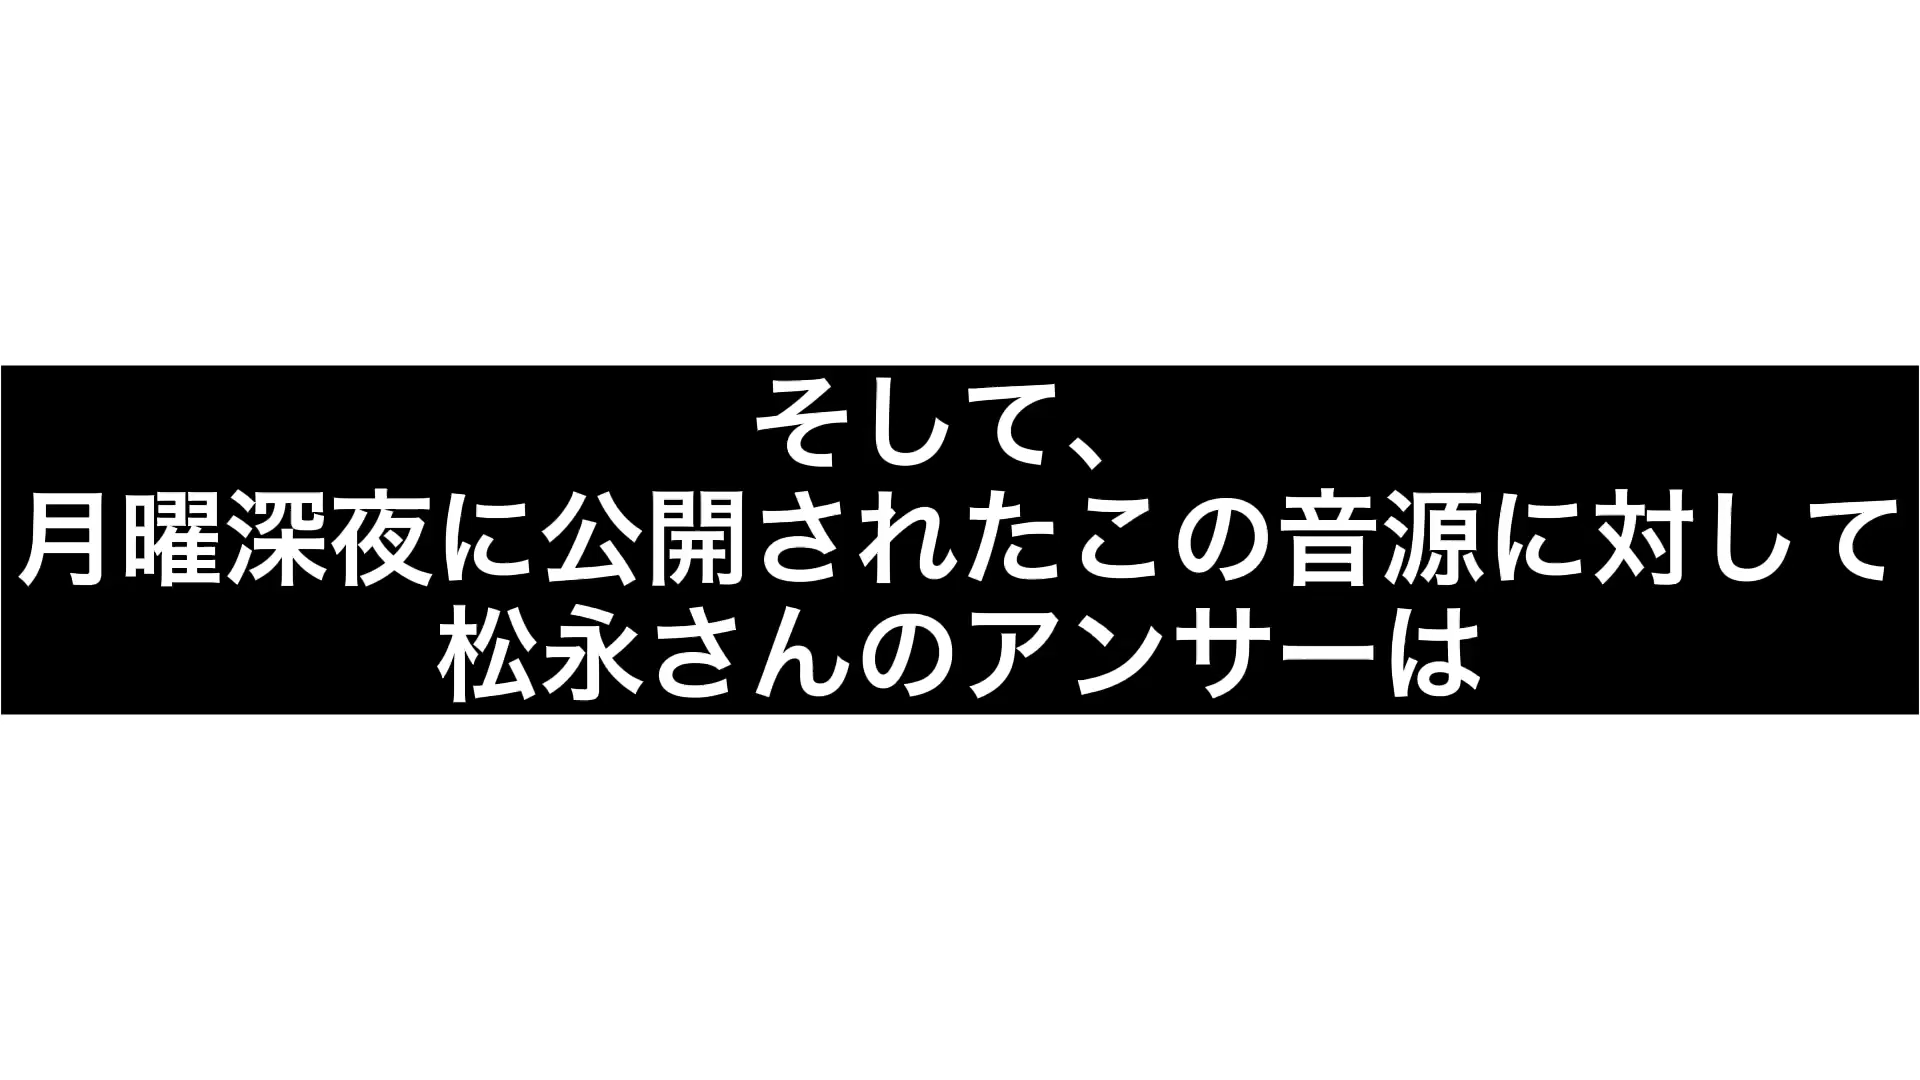 そして、
月曜深夜に公開されたこの音源に対して
松永さんのアンサーは